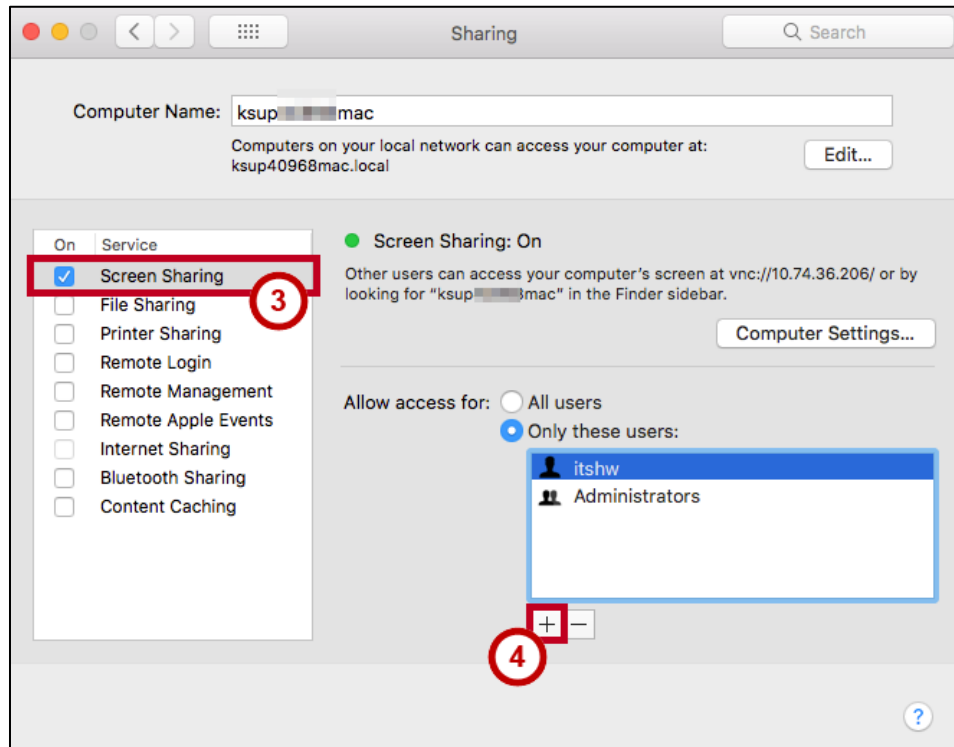 Sharing
Search
Computer Name: ksup mac
Computers on your local network can access your computer at:
ksup40968mac.local
Edit...
On Service
Screen Sharing
3
File Sharing
Printer Sharing
Remote Login
Remote Management
Remote Apple Events
Internet Sharing
Bluetooth Sharing
Content Caching
Screen Sharing: On
Other users can access your computer's screen at vnc://10.74.36.206/ or by
looking for "ksup mac" in the Finder sidebar.
Computer Settings...
Allow access for: All users
Only these users:
itshw
Administrators
+ −
4
?